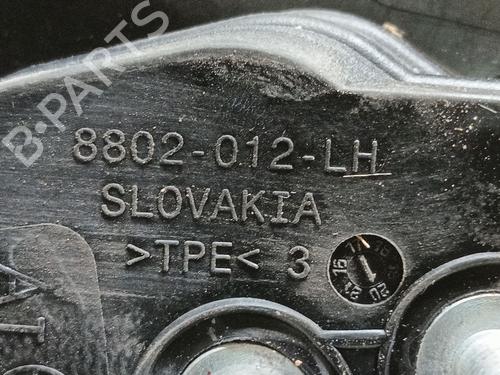 B-PARTS
8802-012-LH
SLOVAKIA
>TPE< 3